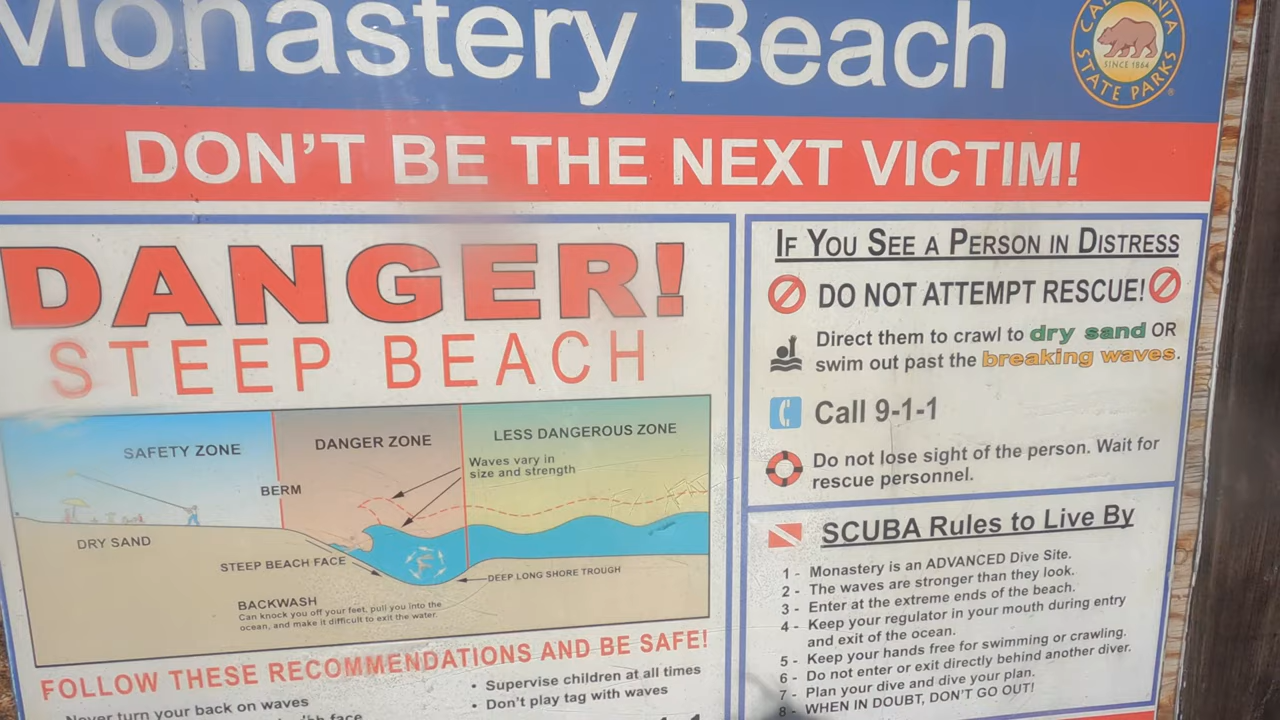 Monastery Beach
CALIFORNIA
SINCE 1864
STATE PARKS
DON'T BE THE NEXT VICTIM!
DANGER!
STEEP BEACH
SAFETY ZONE
DANGER ZONE
LESS DANGEROUS ZONE
Waves vary in
size and strength
BERM
DRY SAND
STEEP BEACH FACE
DEEP LONG SHORE TROUGH
BACKWASH
Can knock you off your feet, pull you into the
ocean, and make it difficult to exit the water.
FOLLOW THESE RECOMMENDATIONS AND BE SAFE!
Never turn your back on waves
face
• Supervise children at all times
• Don't play tag with waves
IF YOU SEE A PERSON IN DISTRESS
DO NOT ATTEMPT RESCUE!
Direct them to crawl to dry sand OR
swim out past the breaking waves.
Call 9-1-1
Do not lose sight of the person. Wait for
rescue personnel.
SCUBA Rules to Live By
1 - Monastery is an ADVANCED Dive Site.
2 - The waves are stronger than they look.
3 - Enter at the extreme ends of the beach.
4 - Keep your regulator in your mouth during entry
and exit of the ocean.
5 - Keep your hands free for swimming or crawling.
6 - Do not enter or exit directly behind another diver.
7 - Plan your dive and dive your plan.
8 - WHEN IN DOUBT, DON'T GO OUT!